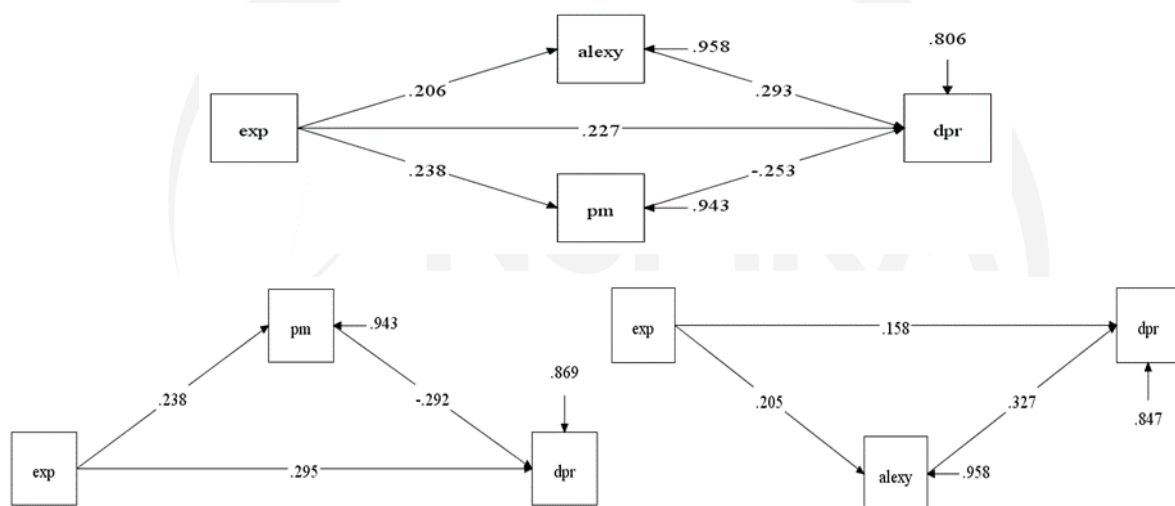 alexy
.958
.806
.206
.293
exp
.227
dpr
.238
-.253
pm
.943
pm
.943
.238
-.292
.869
exp
.295
dpr
exp
.158
dpr
.205
.327
.847
alexy
.958